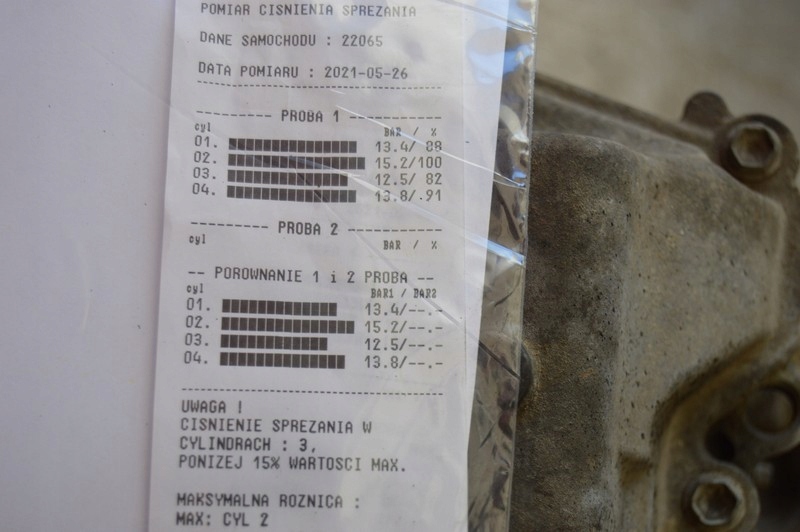 POMIAR CISNIENIA SPREZANIA
DANE SAMOCHODU : 22065
DATA POMIARU : 2021-05-26
PROBA 1
cyl BAR / %
01. 13.4/ 88
02. 15.2/100
03. 12.5/ 82
04. 13.8/.91
PROBA 2
cyl BAR / %
-- POROWNANIE 1 i 2 PROBA --
cyl BAR1 / BAR2
01. 13.4/--.-
02. 15.2/--.-
03. 12.5/--.-
04. 13.8/--.-
UWAGA !
CISNIENIE SPREZANIA W
CYLINDRACH : 3,
PONIZEJ 15% WARTOSCI MAX.
MAKSYMALNA ROZNICA :
MAX: CYL 2